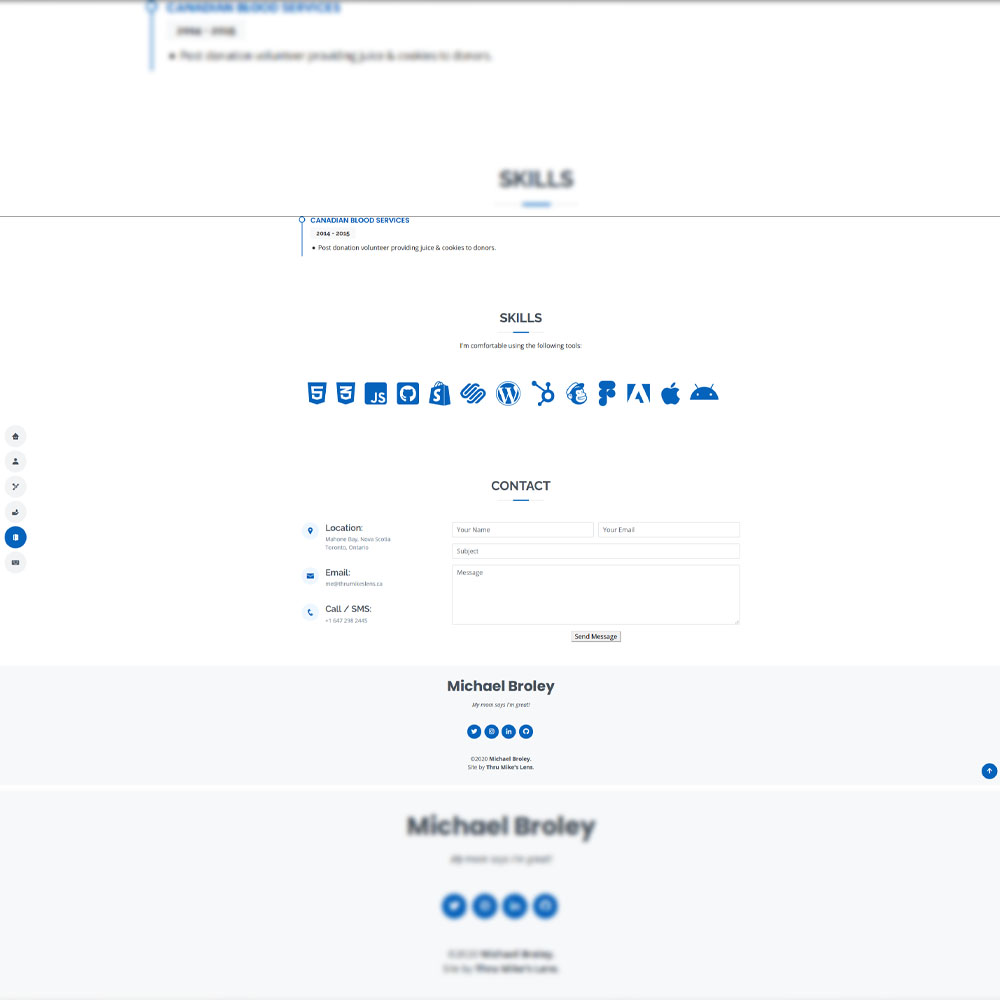 CANADIAN BLOOD SERVICES
2014 - 2015
• Post donation volunteer providing juice & cookies to donors.
SKILLS
CANADIAN BLOOD SERVICES
2014 - 2015
• Post donation volunteer providing juice & cookies to donors.
SKILLS
I'm comfortable using the following tools:
JS
CONTACT
Location:
Mahone Bay, Nova Scotia
Toronto, Ontario
Email:
me@thrumikeslens.ca
Call / SMS:
+1 647 238 2445
Your Name
Your Email
Subject
Message
Send Message
Michael Broley
My mom says I'm great!
©2020 Michael Broley.
Site by Thru Mike's Lens.
Michael Broley
My mom says I'm great!
©2020 Michael Broley.
Site by Thru Mike's Lens.